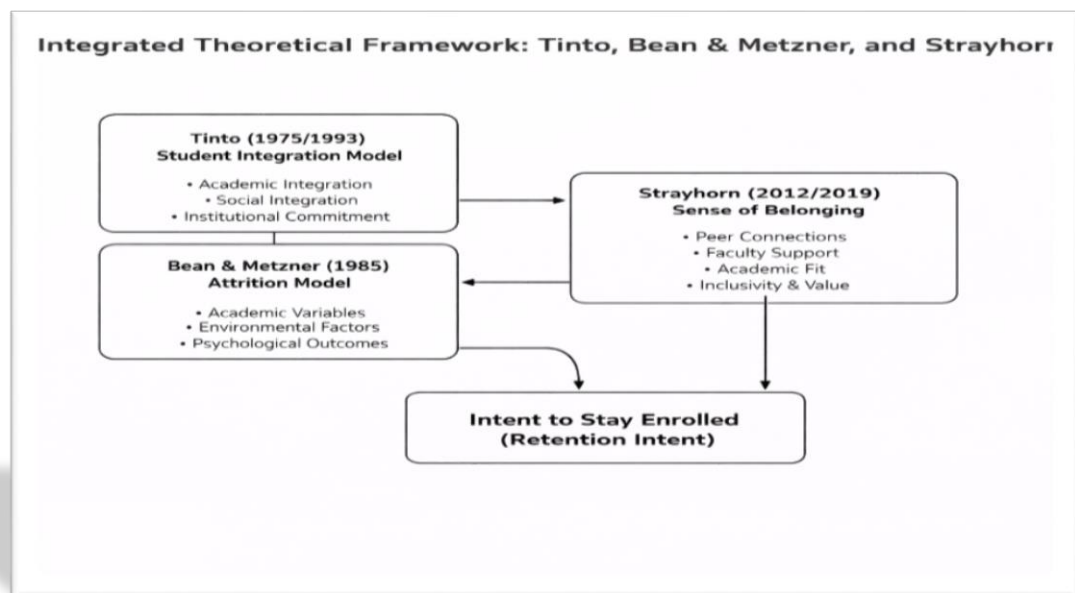 Integrated Theoretical Framework: Tinto, Bean & Metzner, and Strayhorn
Tinto (1975/1993)
Student Integration Model
• Academic Integration
• Social Integration
• Institutional Commitment
Bean & Metzner (1985)
Attrition Model
• Academic Variables
• Environmental Factors
• Psychological Outcomes
Strayhorn (2012/2019)
Sense of Belonging
• Peer Connections
• Faculty Support
• Academic Fit
• Inclusivity & Value
Intent to Stay Enrolled
(Retention Intent)